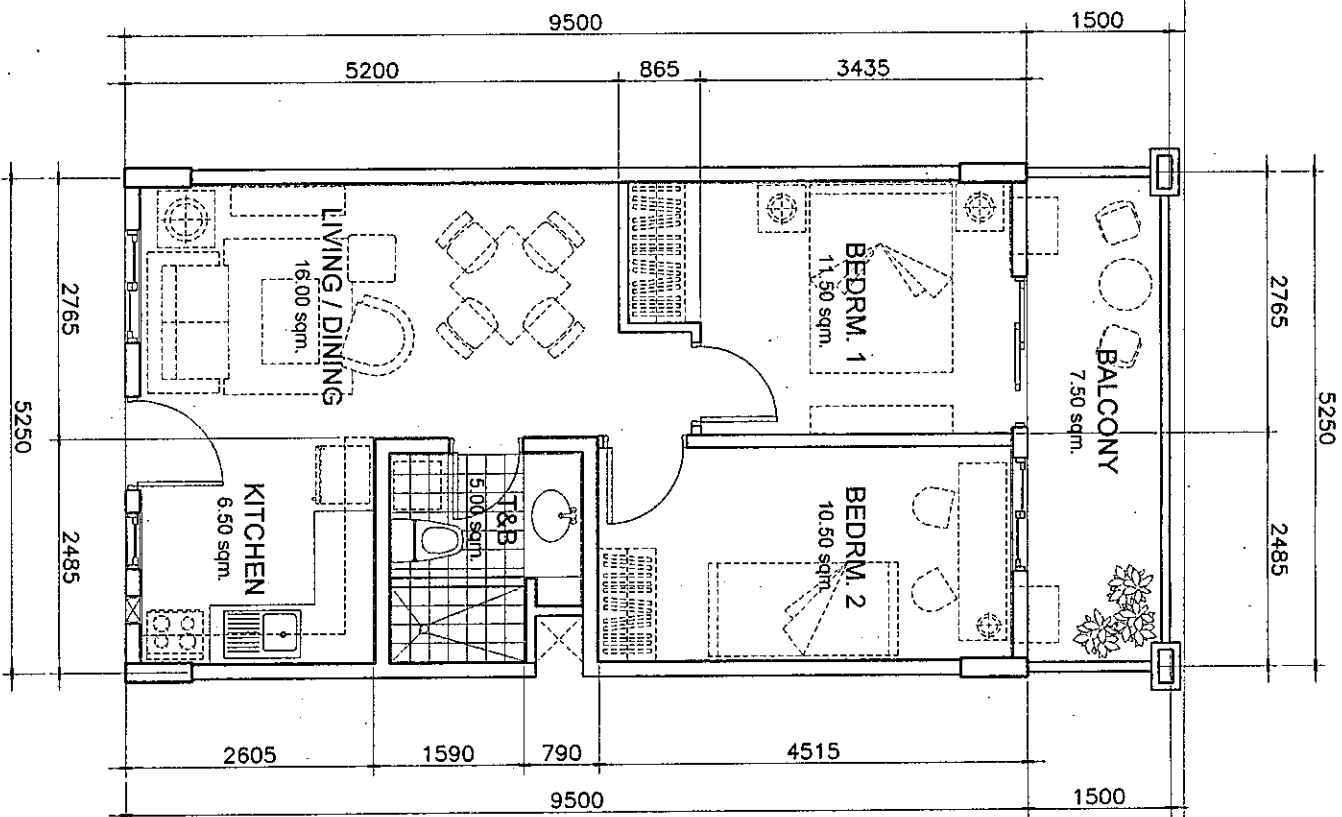 9500
1500
5200
865
3435
LIVING / DINING
16.00 sqm.
BEDRM. 1
11.50 sqm.
BALCONY
7.50 sqm.
2765
5250
2485
2765
5250
2485
KITCHEN
6.50 sqm.
T&B
5.00 sqm.
BEDRM. 2
10.50 sqm.
2605
1590
790
4515
9500
1500